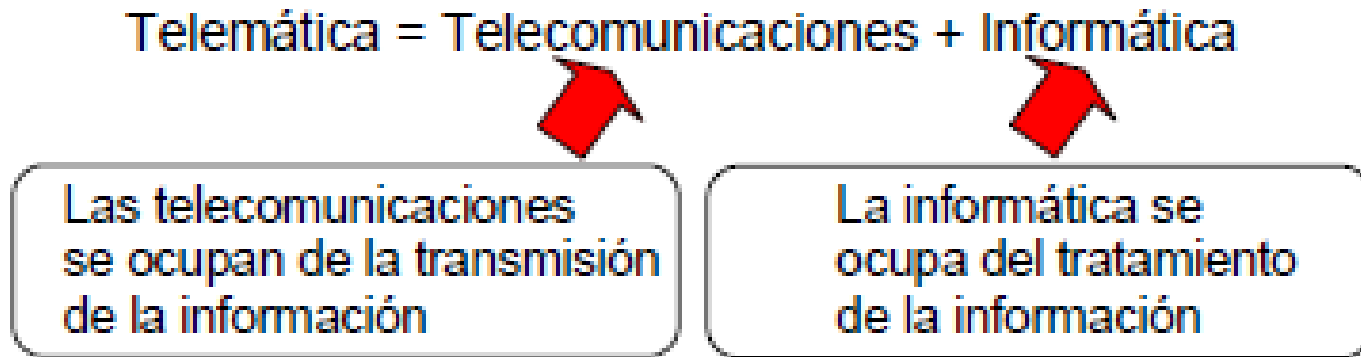 Telemática = Telecomunicaciones + Informática
Las telecomunicaciones
se ocupan de la transmisión
de la información
La informática se
ocupa del tratamiento
de la información